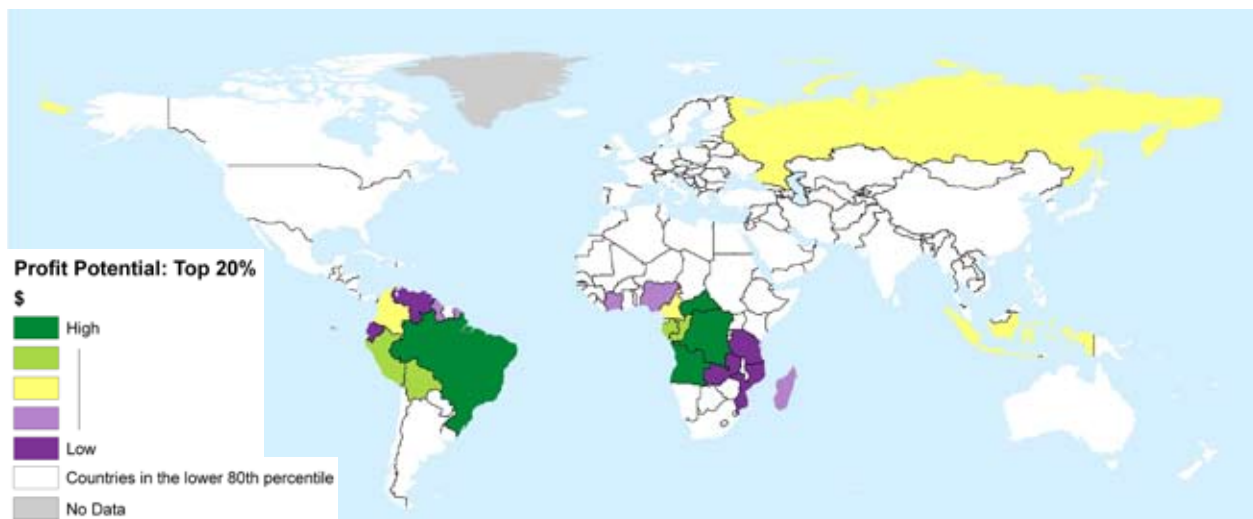 Profit Potential: Top 20%
$
High
Low
Countries in the lower 80th percentile
No Data